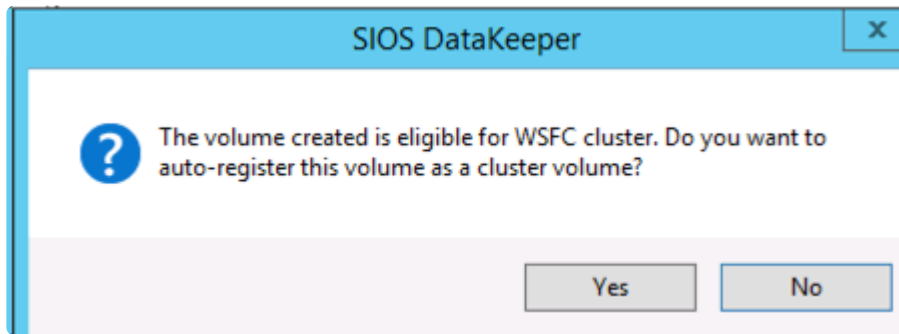 SIOS DataKeeper
x
The volume created is eligible for WSFC cluster. Do you want to
auto-register this volume as a cluster volume?
Yes No